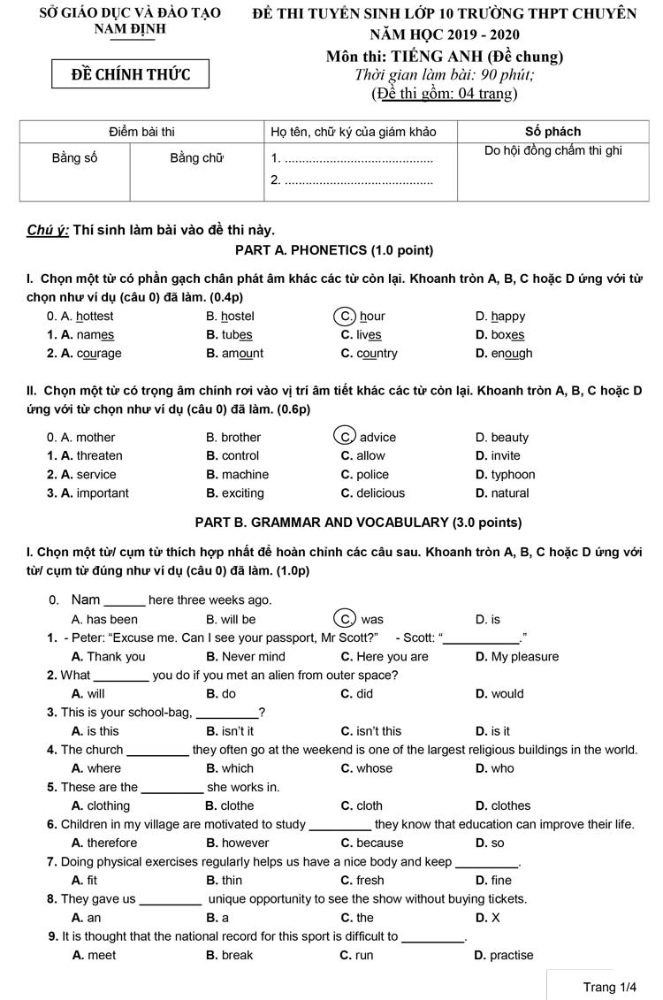 SỞ GIÁO DỤC VÀ ĐÀO TẠO
NAM ĐỊNH
ĐỀ CHÍNH THỨC
ĐỀ THI TUYỂN SINH LỚP 10 TRƯỜNG THPT CHUYÊN
NĂM HỌC 2019 - 2020
Môn thi: TIẾNG ANH (Đề chung)
Thời gian làm bài: 90 phút;
(Đề thi gồm: 04 trang)
Điểm bài thi Họ tên, chữ ký của giám khảo Số phách
Bằng số Bằng chữ 1. ........................................... Do hội đồng chấm thi ghi
2. ...........................................
Chú ý: Thí sinh làm bài vào đề thi này.
PART A. PHONETICS (1.0 point)
I. Chọn một từ có phần gạch chân phát âm khác các từ còn lại. Khoanh tròn A, B, C hoặc D ứng với từ
chọn như ví dụ (câu 0) đã làm. (0.4p)
0. A. hottest B. hostel C. hour D. happy
1. A. names B. tubes C. lives D. boxes
2. A. courage B. amount C. country D. enough
II. Chọn một từ có trọng âm chính rơi vào vị trí âm tiết khác các từ còn lại. Khoanh tròn A, B, C hoặc D
ứng với từ chọn như ví dụ (câu 0) đã làm. (0.6p)
0. A. mother B. brother C. advice D. beauty
1. A. threaten B. control C. allow D. invite
2. A. service B. machine C. police D. typhoon
3. A. important B. exciting C. delicious D. natural
PART B. GRAMMAR AND VOCABULARY (3.0 points)
I. Chọn một từ/ cụm từ thích hợp nhất để hoàn chỉnh các câu sau. Khoanh tròn A, B, C hoặc D ứng với
từ/ cụm từ đúng như ví dụ (câu 0) đã làm. (1.0p)
0. Nam ______ here three weeks ago.
A. has been B. will be C. was D. is
1. - Peter: “Excuse me. Can I see your passport, Mr Scott?” - Scott: “___________.”
A. Thank you B. Never mind C. Here you are D. My pleasure
2. What ________ you do if you met an alien from outer space?
A. will B. do C. did D. would
3. This is your school-bag, _________?
A. is this B. isn’t it C. isn’t this D. is it
4. The church _________ they often go at the weekend is one of the largest religious buildings in the world.
A. where B. which C. whose D. who
5. These are the _________ she works in.
A. clothing B. clothe C. cloth D. clothes
6. Children in my village are motivated to study _________ they know that education can improve their life.
A. therefore B. however C. because D. so
7. Doing physical exercises regularly helps us have a nice body and keep _________.
A. fit B. thin C. fresh D. fine
8. They gave us _________ unique opportunity to see the show without buying tickets.
A. an B. a C. the D. X
9. It is thought that the national record for this sport is difficult to _________.
A. meet B. break C. run D. practise
Trang 1/4